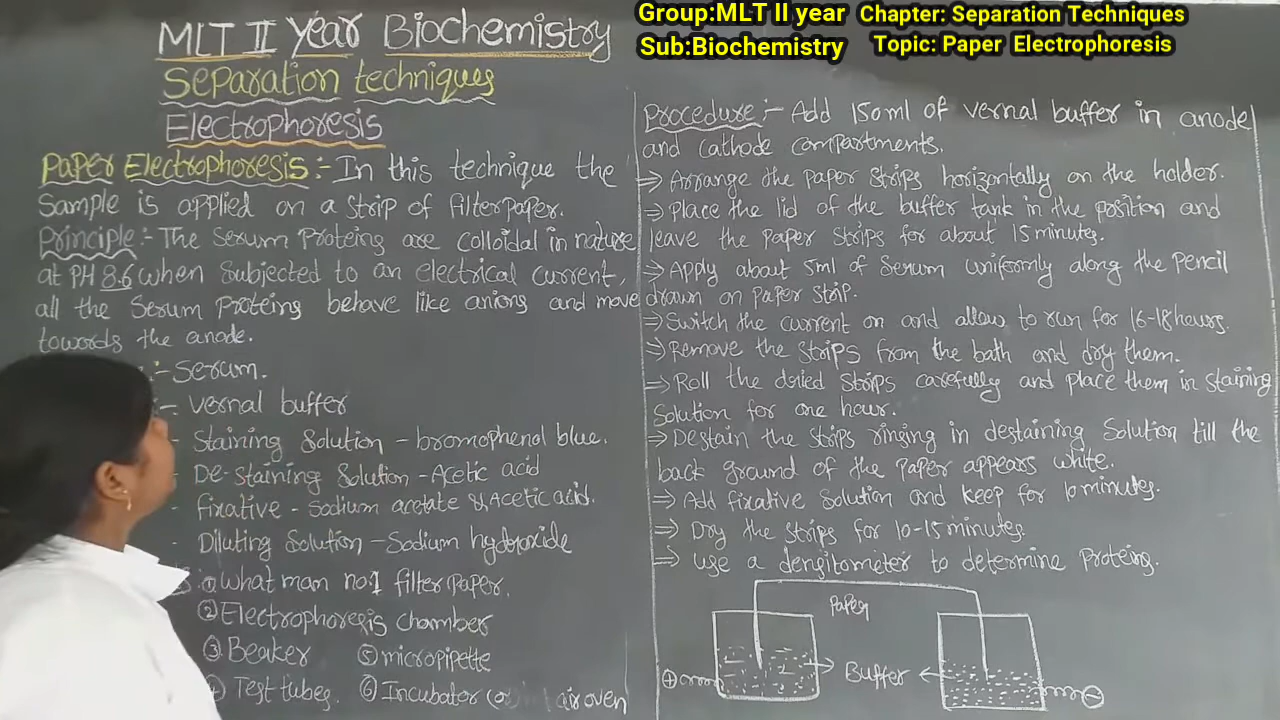 Group:MLT II year
Sub:Biochemistry
Chapter: Separation Techniques
Topic: Paper Electrophoresis
MLT II Year Biochemistry
Separation techniques
Electrophoresis
Paper Electrophoresis:- In this technique the
Sample is applied on a strip of filterpaper.
Principle:- The Serum Proteins are colloidal in nature
at PH 8.6 when Subjected to an electrical current,
all the Serum proteins behave like anions and move
towards the anode.
:- Serum.
:- Vernal buffer
- Staining Solution - bromophenol blue.
- De-Staining Solution - Acetic acid
- fixative - Sodium acetate & Acetic acid.
- Diluting Solution - Sodium hydroxide
① What man no:1 filter paper.
② Electrophoresis chamber
③ Beaker ⑤ micropipette
④ Test tubes. ⑥ Incubator air oven
Procedure:- Add 150ml of vernal buffer in anode
and cathode compartments.
⇒ Arrange the paper strips horizontally on the holder.
⇒ Place the lid of the buffer tank in the position and
leave the paper strips for about 15 minutes.
⇒ Apply about 5ml of Serum uniformly along the pencil
drawn on paper strip.
⇒ Switch the current on and allow to run for 16-18 hours.
⇒ Remove the strips from the bath and dry them.
⇒ Roll the dried strips carefully and place them in staining
Solution for one hour.
⇒ Destain the strips ringing in destaining Solution till the
back ground of the paper appears white.
⇒ Add fixative Solution and keep for 10 minutes.
⇒ Dry the strips for 10-15 minutes.
⇒ Use a densitometer to determine proteins.
Paper
⊕ → Buffer ← ⊖